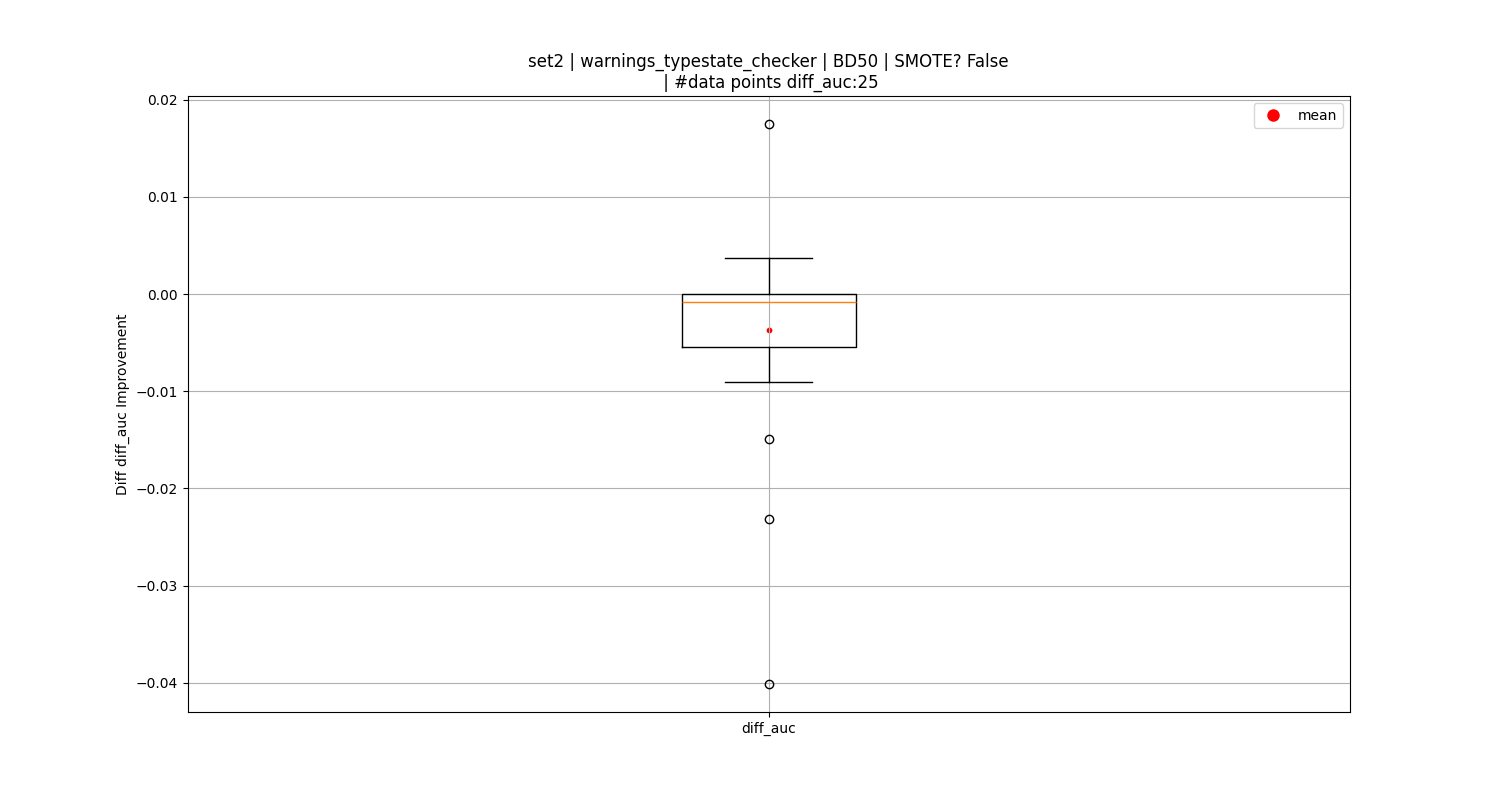 set2 | warnings_typestate_checker | BD50 | SMOTE? False
| #data points diff_auc:25
mean
0.02
0.01
0.00
−0.01
−0.02
−0.03
−0.04
Diff diff_auc Improvement
diff_auc